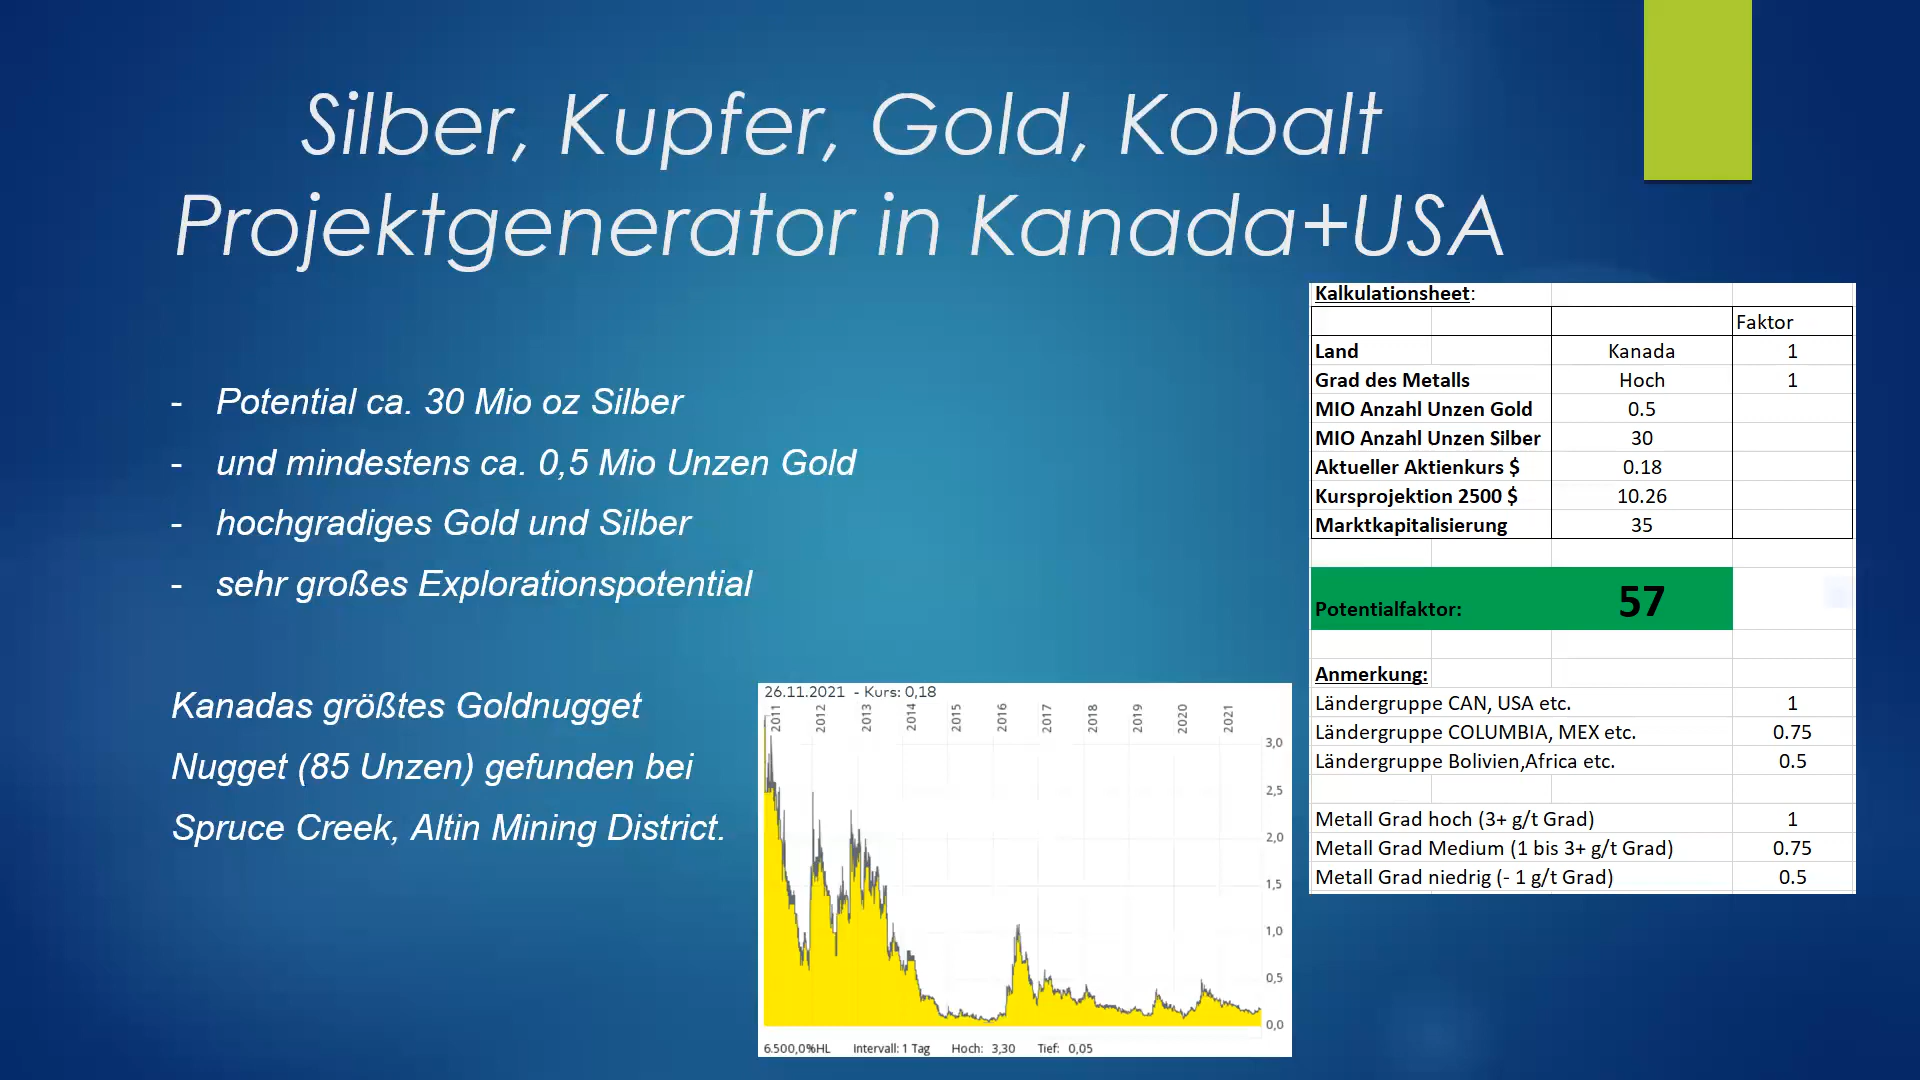 Silber, Kupfer, Gold, Kobalt
Projektgenerator in Kanada+USA
- Potential ca. 30 Mio oz Silber
- und mindestens ca. 0,5 Mio Unzen Gold
- hochgradiges Gold und Silber
- sehr großes Explorationspotential
Kanadas größtes Goldnugget
Nugget (85 Unzen) gefunden bei
Spruce Creek, Altin Mining District.
26.11.2021 - Kurs: 0,18
2011 2012 2013 2014 2015 2016 2017 2018 2019 2020 2021
3,0
2,5
2,0
1,5
1,0
0,5
0,0
6.500,0%HL Intervall: 1 Tag Hoch: 3,30 Tief: 0,05
Kalkulationsheet:
Faktor
Land Kanada 1
Grad des Metalls Hoch 1
MIO Anzahl Unzen Gold 0.5
MIO Anzahl Unzen Silber 30
Aktueller Aktienkurs $ 0.18
Kursprojektion 2500 $ 10.26
Marktkapitalisierung 35
Potentialfaktor: 57
Anmerkung:
Ländergruppe CAN, USA etc. 1
Ländergruppe COLUMBIA, MEX etc. 0.75
Ländergruppe Bolivien,Africa etc. 0.5
Metall Grad hoch (3+ g/t Grad) 1
Metall Grad Medium (1 bis 3+ g/t Grad) 0.75
Metall Grad niedrig (- 1 g/t Grad) 0.5